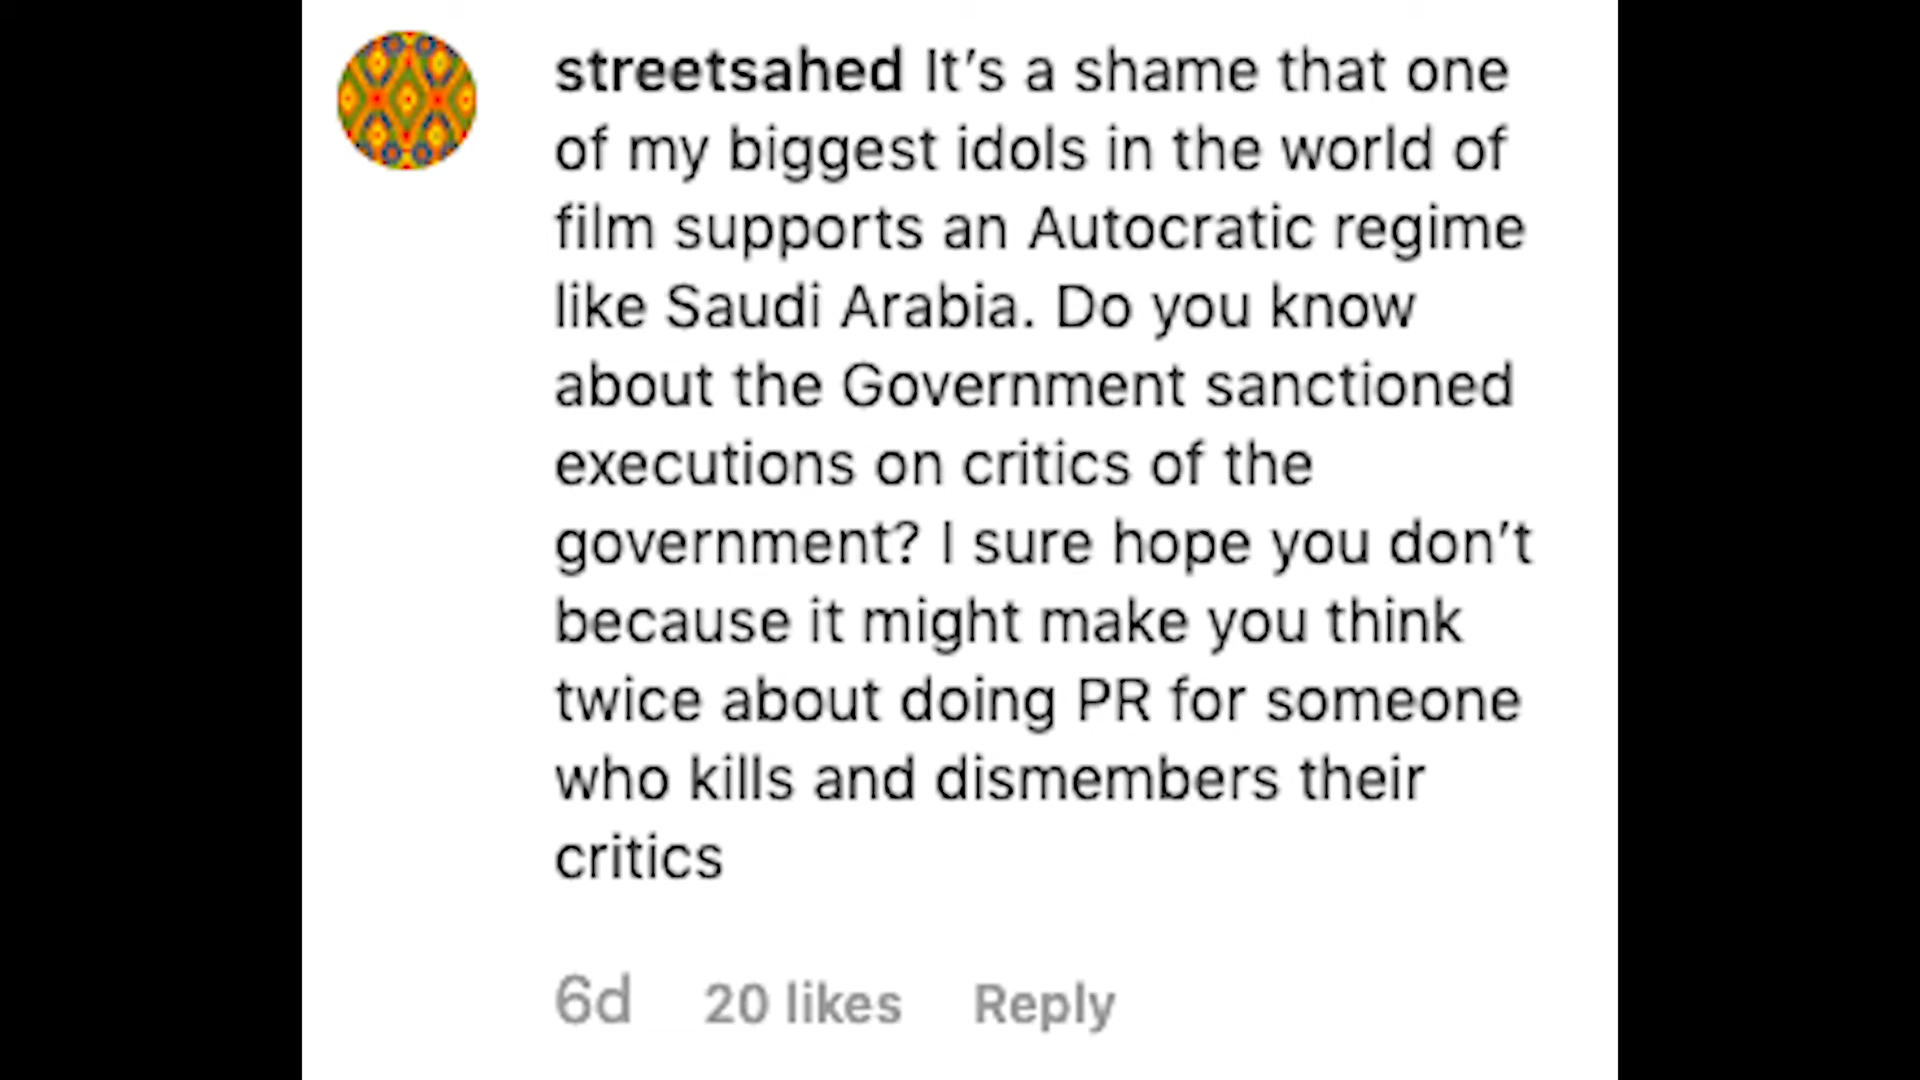 streetsahed It’s a shame that one
of my biggest idols in the world of
film supports an Autocratic regime
like Saudi Arabia. Do you know
about the Government sanctioned
executions on critics of the
government? I sure hope you don’t
because it might make you think
twice about doing PR for someone
who kills and dismembers their
critics
6d 20 likes Reply